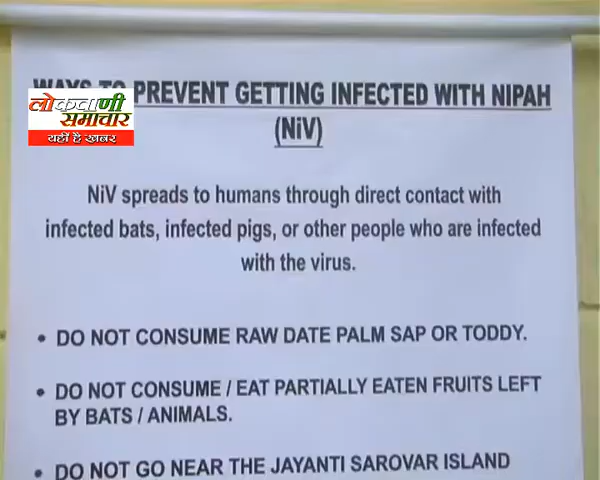 WAYS TO PREVENT GETTING INFECTED WITH NIPAH
(NiV)
लोकवाणी
समाचार
यहीं है खबर
NiV spreads to humans through direct contact with
infected bats, infected pigs, or other people who are infected
with the virus.
• DO NOT CONSUME RAW DATE PALM SAP OR TODDY.
• DO NOT CONSUME / EAT PARTIALLY EATEN FRUITS LEFT
BY BATS / ANIMALS.
• DO NOT GO NEAR THE JAYANTI SAROVAR ISLAND